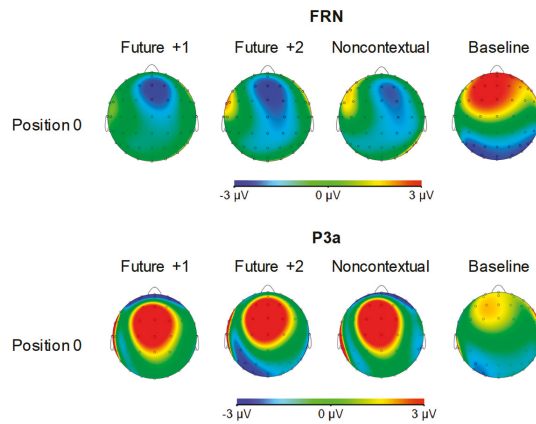 FRN
Future +1 Future +2 Noncontextual Baseline
Position 0
-3 µV 0 µV 3 µV
P3a
Future +1 Future +2 Noncontextual Baseline
Position 0
-3 µV 0 µV 3 µV